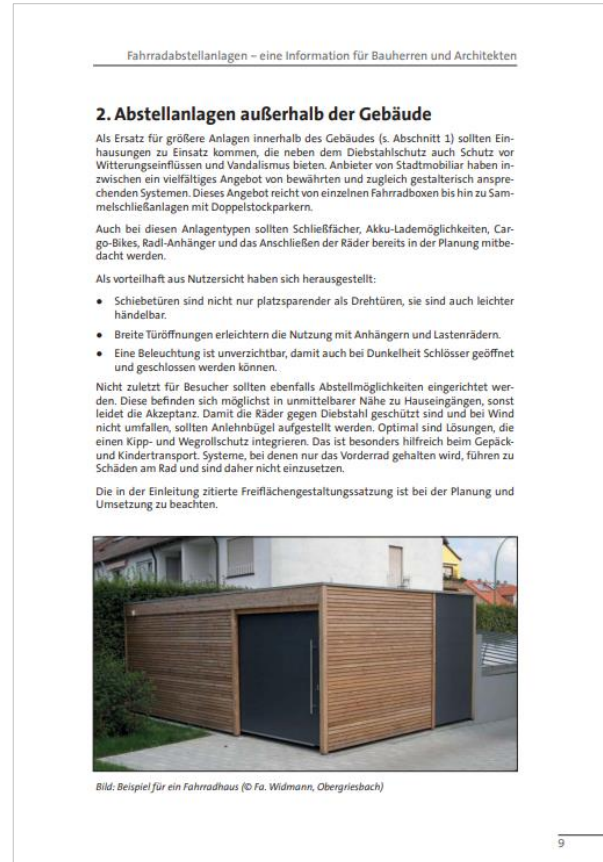 Fahrradabstellanlagen – eine Information für Bauherren und Architekten
2. Abstellanlagen außerhalb der Gebäude
Als Ersatz für größere Anlagen innerhalb des Gebäudes (s. Abschnitt 1) sollten Ein-
hausungen zu Einsatz kommen, die neben dem Diebstahlschutz auch Schutz vor
Witterungseinflüssen und Vandalismus bieten. Anbieter von Stadtmobiliar haben in-
zwischen ein vielfältiges Angebot von bewährten und zugleich gestalterisch anspre-
chenden Systemen. Dieses Angebot reicht von einzelnen Fahrradboxen bis hin zu Sam-
melschließanlagen mit Doppelstockparkern.
Auch bei diesen Anlagentypen sollten Schließfächer, Akku-Lademöglichkeiten, Car-
go-Bikes, Radl-Anhänger und das Anschließen der Räder bereits in der Planung mitbe-
dacht werden.
Als vorteilhaft aus Nutzersicht haben sich herausgestellt:
● Schiebetüren sind nicht nur platzsparender als Drehtüren, sie sind auch leichter
händelbar.
● Breite Türöffnungen erleichtern die Nutzung mit Anhängern und Lastenrädern.
● Eine Beleuchtung ist unverzichtbar, damit auch bei Dunkelheit Schlösser geöffnet
und geschlossen werden können.
Nicht zuletzt für Besucher sollten ebenfalls Abstellmöglichkeiten eingerichtet wer-
den. Diese befinden sich möglichst in unmittelbarer Nähe zu Hauseingängen, sonst
leidet die Akzeptanz. Damit die Räder gegen Diebstahl geschützt sind und bei Wind
nicht umfallen, sollten Anlehnbügel aufgestellt werden. Optimal sind Lösungen, die
einen Kipp- und Wegrollschutz integrieren. Das ist besonders hilfreich beim Gepäck-
und Kindertransport. Systeme, bei denen nur das Vorderrad gehalten wird, führen zu
Schäden am Rad und sind daher nicht einzusetzen.
Die in der Einleitung zitierte Freiflächengestaltungssatzung ist bei der Planung und
Umsetzung zu beachten.
Bild: Beispiel für ein Fahrradhaus (© Fa. Widmann, Obergriesbach)
9